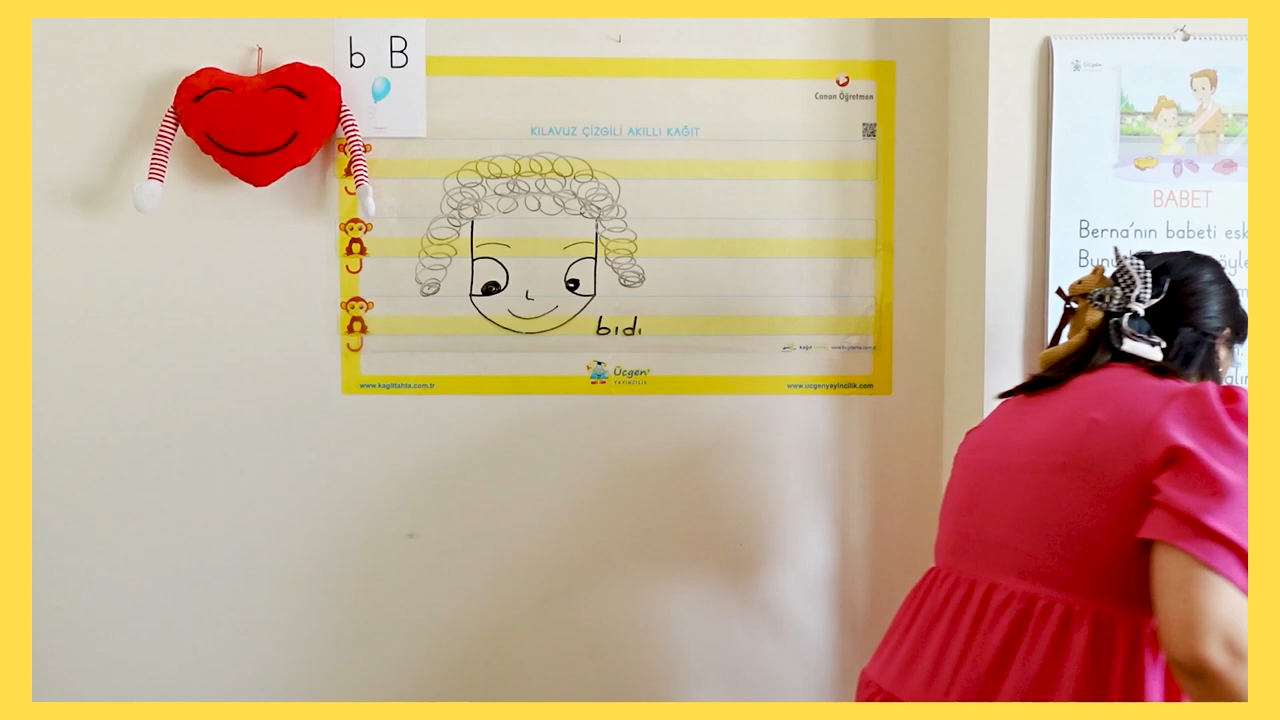 b B
Canan Öğretmen
KILAVUZ ÇİZGİLİ AKILLI KAĞIT
bıdı
www.kagittahta.com.tr
Üçgen
YAYINCILIK
www.ucgenyayincilik.com
Üçgen
BABET
Berna'nın babeti